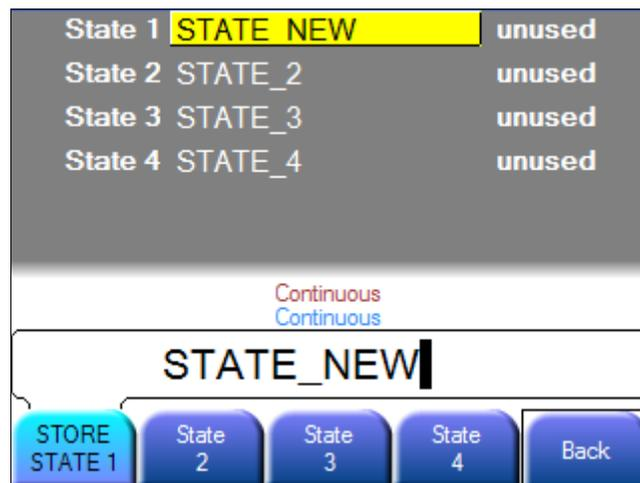 State 1 STATE_NEW unused
State 2 STATE_2 unused
State 3 STATE_3 unused
State 4 STATE_4 unused
Continuous
Continuous
STATE_NEW
STORE STATE 1
State 2
State 3
State 4
Back